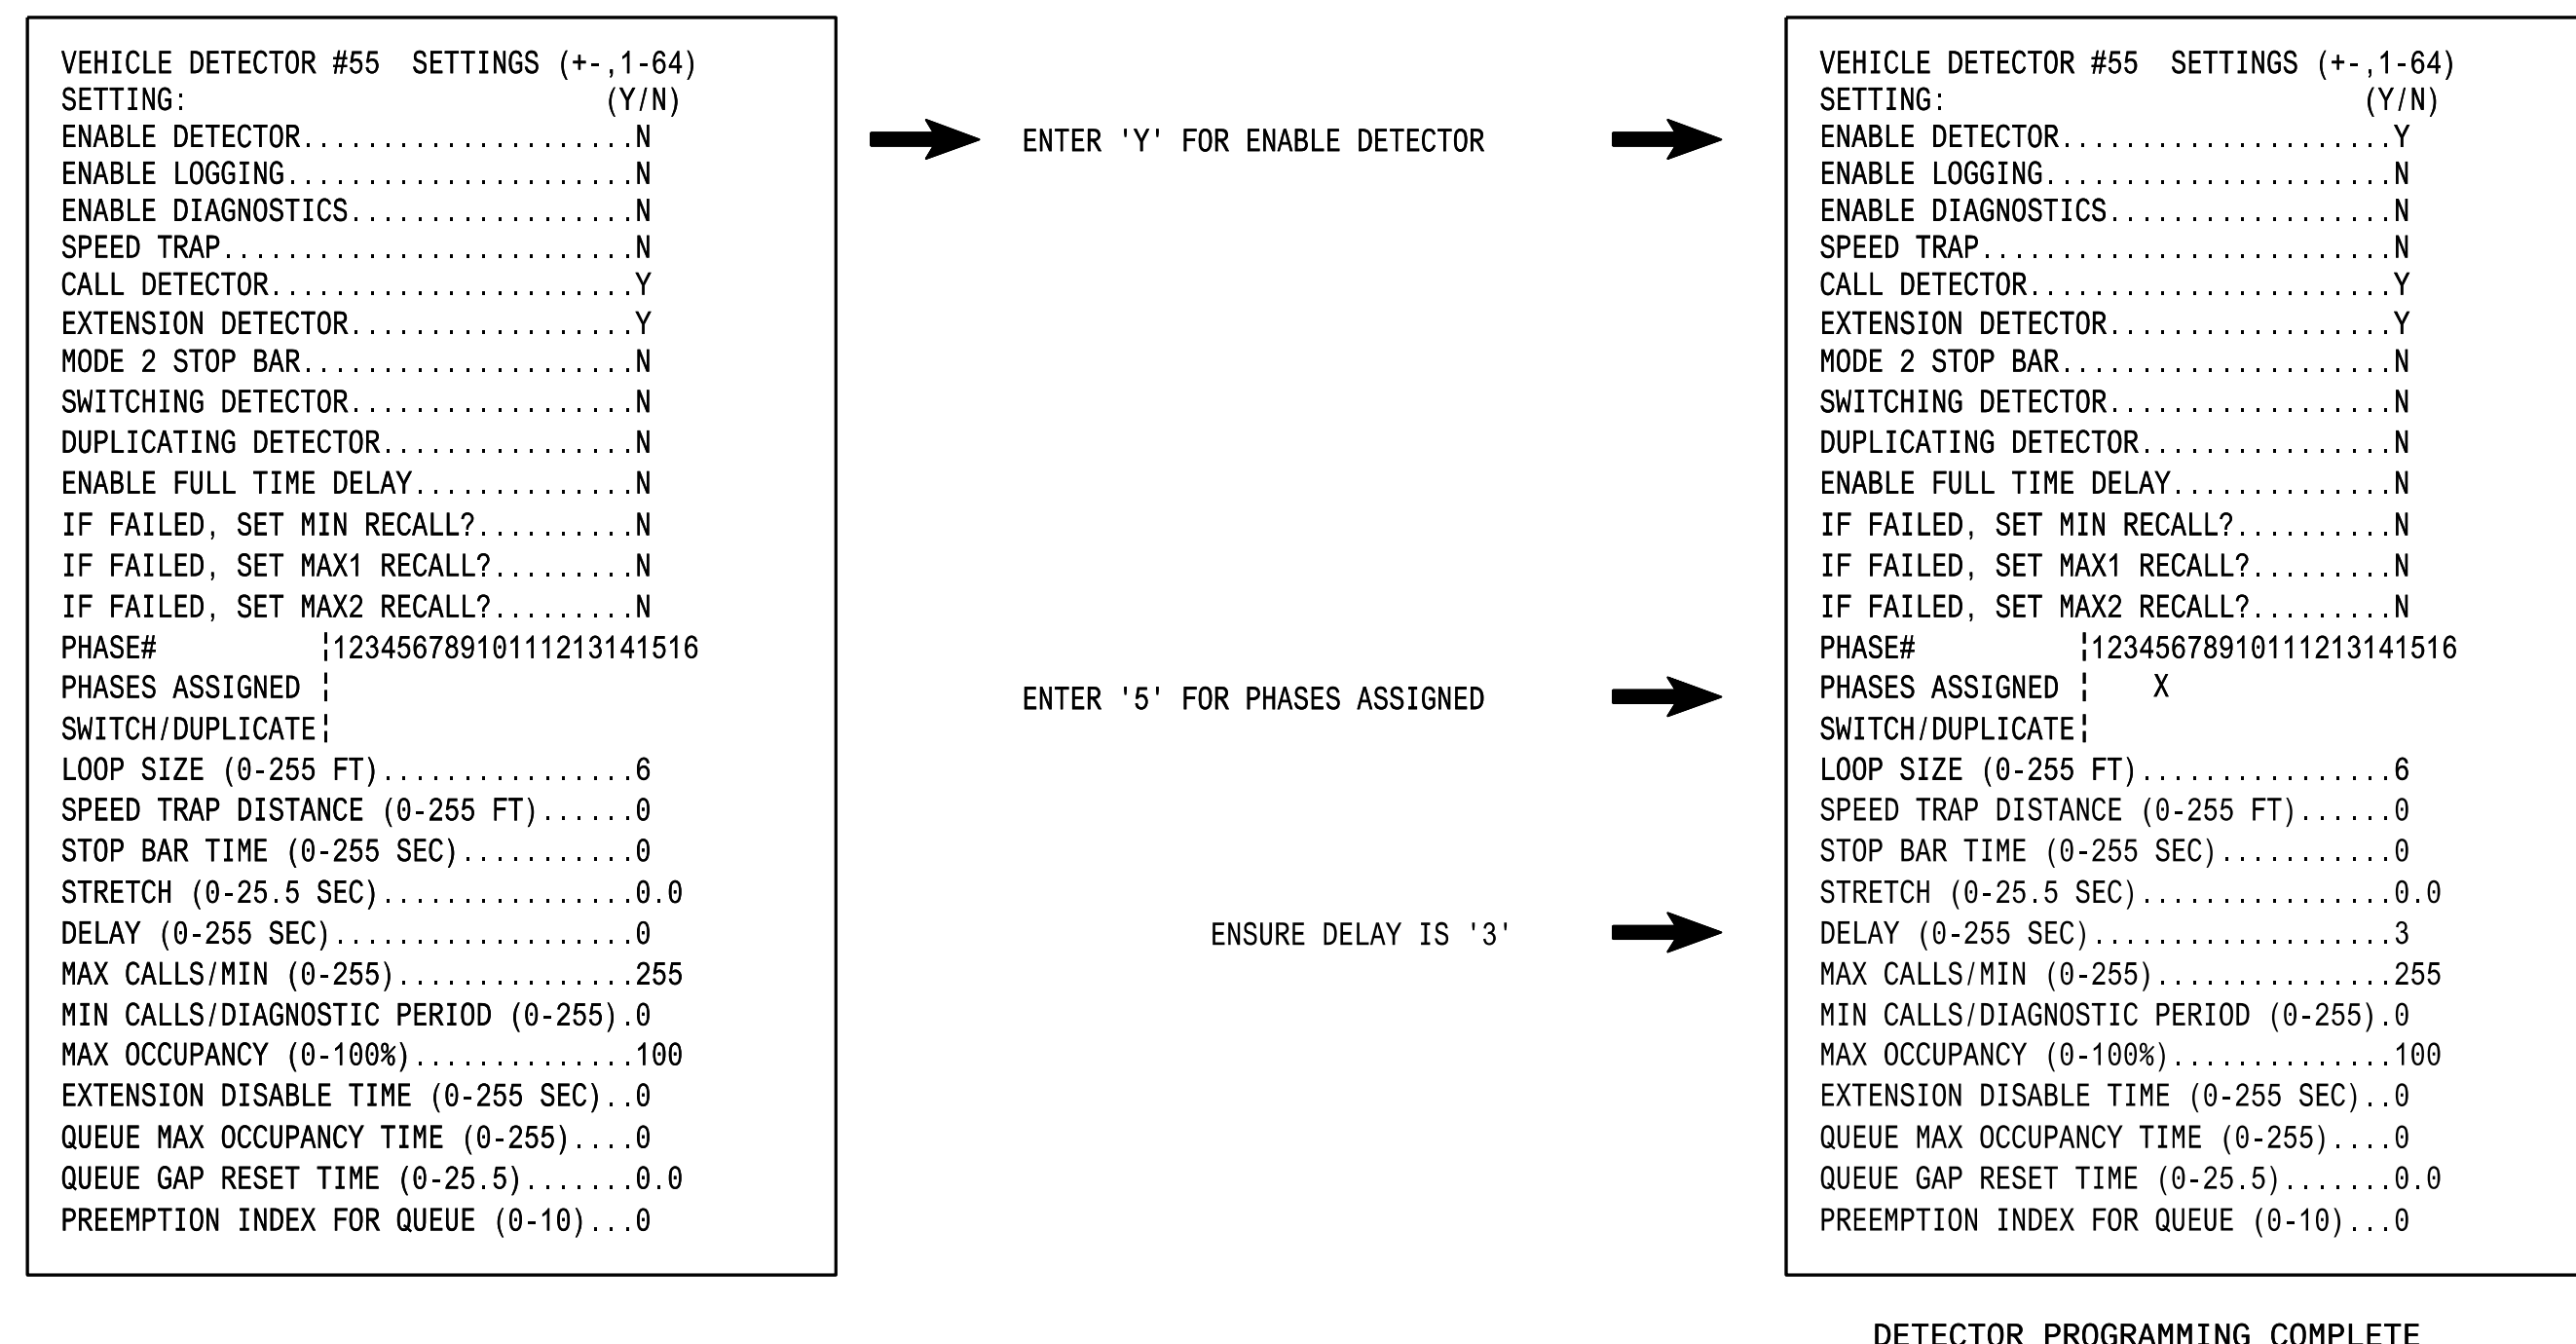 VEHICLE DETECTOR #55  SETTINGS (+-,1-64)
SETTING:                          (Y/N)
ENABLE DETECTOR.....................N
ENABLE LOGGING......................N
ENABLE DIAGNOSTICS..................N
SPEED TRAP..........................N
CALL DETECTOR.......................Y
EXTENSION DETECTOR..................Y
MODE 2 STOP BAR.....................N
SWITCHING DETECTOR..................N
DUPLICATING DETECTOR................N
ENABLE FULL TIME DELAY..............N
IF FAILED, SET MIN RECALL?..........N
IF FAILED, SET MAX1 RECALL?.........N
IF FAILED, SET MAX2 RECALL?.........N
PHASE#          ¦12345678910111213141516
PHASES ASSIGNED ¦
SWITCH/DUPLICATE¦
LOOP SIZE (0-255 FT)................6
SPEED TRAP DISTANCE (0-255 FT)......0
STOP BAR TIME (0-255 SEC)...........0
STRETCH (0-25.5 SEC)................0.0
DELAY (0-255 SEC)...................0
MAX CALLS/MIN (0-255)...............255
MIN CALLS/DIAGNOSTIC PERIOD (0-255).0
MAX OCCUPANCY (0-100%)..............100
EXTENSION DISABLE TIME (0-255 SEC)..0
QUEUE MAX OCCUPANCY TIME (0-255)....0
QUEUE GAP RESET TIME (0-25.5).......0.0
PREEMPTION INDEX FOR QUEUE (0-10)...0
ENTER 'Y' FOR ENABLE DETECTOR
ENTER '5' FOR PHASES ASSIGNED
ENSURE DELAY IS '3'
VEHICLE DETECTOR #55  SETTINGS (+-,1-64)
SETTING:                          (Y/N)
ENABLE DETECTOR.....................Y
ENABLE LOGGING......................N
ENABLE DIAGNOSTICS..................N
SPEED TRAP..........................N
CALL DETECTOR.......................Y
EXTENSION DETECTOR..................Y
MODE 2 STOP BAR.....................N
SWITCHING DETECTOR..................N
DUPLICATING DETECTOR................N
ENABLE FULL TIME DELAY..............N
IF FAILED, SET MIN RECALL?..........N
IF FAILED, SET MAX1 RECALL?.........N
IF FAILED, SET MAX2 RECALL?.........N
PHASE#          ¦12345678910111213141516
PHASES ASSIGNED ¦    X
SWITCH/DUPLICATE¦
LOOP SIZE (0-255 FT)................6
SPEED TRAP DISTANCE (0-255 FT)......0
STOP BAR TIME (0-255 SEC)...........0
STRETCH (0-25.5 SEC)................0.0
DELAY (0-255 SEC)...................3
MAX CALLS/MIN (0-255)...............255
MIN CALLS/DIAGNOSTIC PERIOD (0-255).0
MAX OCCUPANCY (0-100%)..............100
EXTENSION DISABLE TIME (0-255 SEC)..0
QUEUE MAX OCCUPANCY TIME (0-255)....0
QUEUE GAP RESET TIME (0-25.5).......0.0
PREEMPTION INDEX FOR QUEUE (0-10)...0
DETECTOR PROGRAMMING COMPLETE